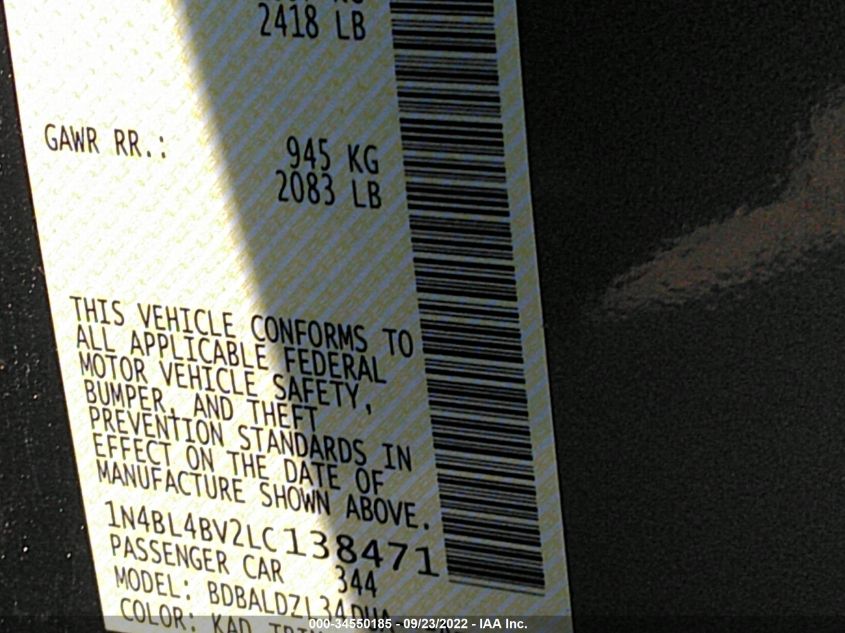 2418 LB
GAWR RR.: 945 KG
2083 LB
THIS VEHICLE CONFORMS TO
ALL APPLICABLE FEDERAL
MOTOR VEHICLE SAFETY,
BUMPER, AND THEFT
PREVENTION STANDARDS IN
EFFECT ON THE DATE OF
MANUFACTURE SHOWN ABOVE.
1N4BL4BV2LC138471
PASSENGER CAR 344
MODEL:
COLOR: KAD
000-34550185 - 09/23/2022 - IAA Inc.